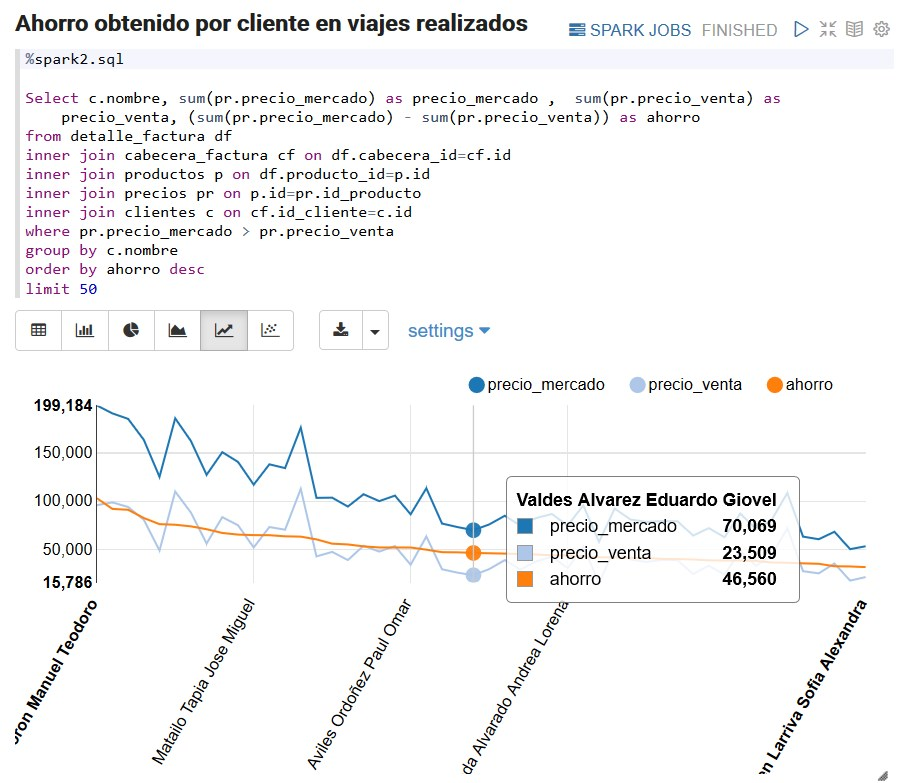 Ahorro obtenido por cliente en viajes realizados
SPARK JOBS FINISHED
%spark2.sql
Select c.nombre, sum(pr.precio_mercado) as precio_mercado ,  sum(pr.precio_venta) as
precio_venta, (sum(pr.precio_mercado) - sum(pr.precio_venta)) as ahorro
from detalle_factura df
inner join cabecera_factura cf on df.cabecera_id=cf.id
inner join productos p on df.producto_id=p.id
inner join precios pr on p.id=pr.id_producto
inner join clientes c on cf.id_cliente=c.id
where pr.precio_mercado > pr.precio_venta
group by c.nombre
order by ahorro desc
limit 50
settings
precio_mercado precio_venta ahorro
199,184
150,000
100,000
50,000
15,786
Valdes Alvarez Eduardo Giovel
precio_mercado 70,069
precio_venta 23,509
ahorro 46,560
Manuel Teodoro
Matailo Tapia Jose Miguel
Aviles Ordoñez Paul Omar
Alvarado Andrea Lorena
Larriva Sofia Alexandra